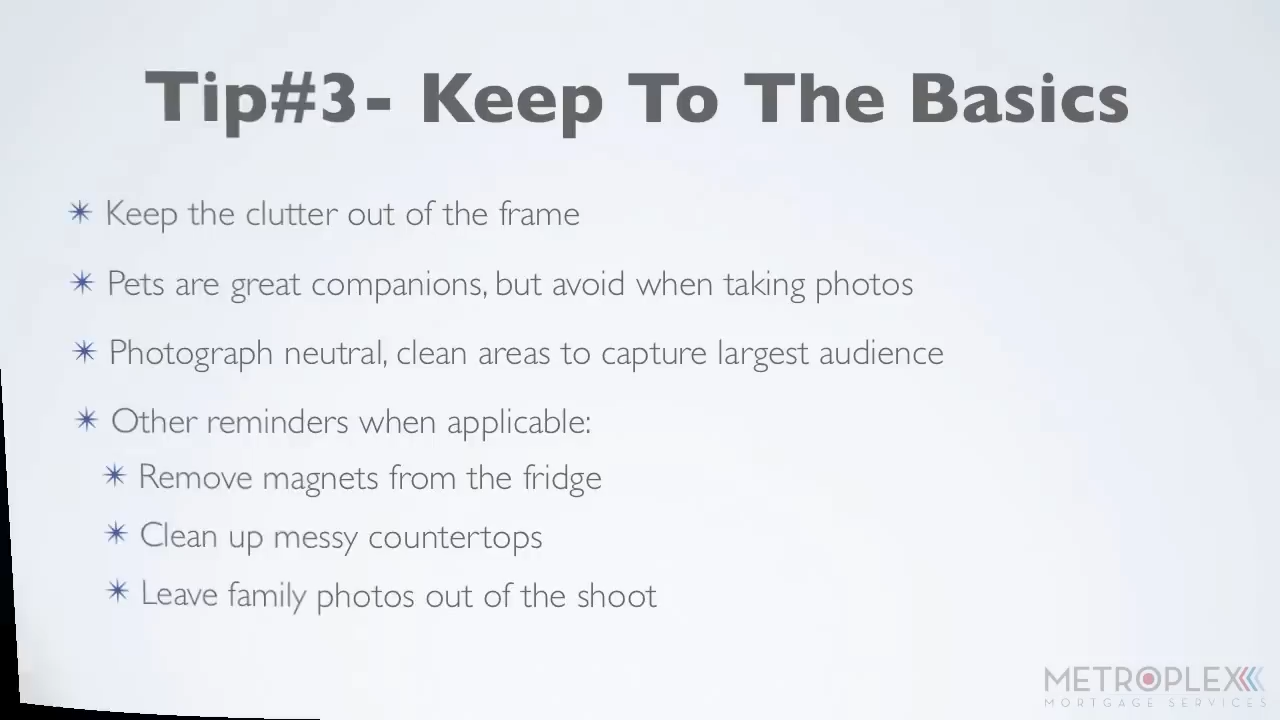 Tip#3- Keep To The Basics
Keep the clutter out of the frame
Pets are great companions, but avoid when taking photos
Photograph neutral, clean areas to capture largest audience
Other reminders when applicable:
Remove magnets from the fridge
Clean up messy countertops
Leave family photos out of the shoot
METROPLEX
MORTGAGE SERVICES